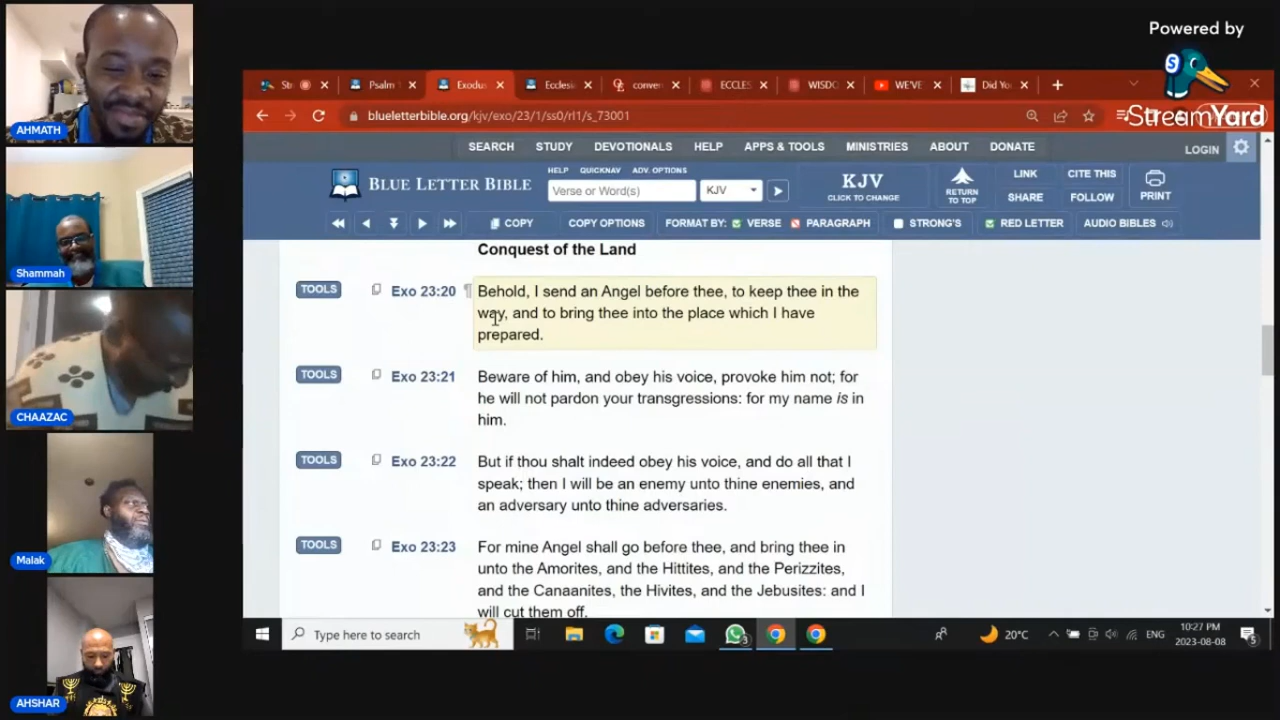 Powered by
StreamYard
AHMATH
Shammah
CHAAZAC
Malak
AHSHAR
Psalm
Exodus
Ecclesi
conver
ECCLES
WISDO
WE'VE
Did Yo
blueletterbible.org/kjv/exo/23/1/ss0/rl1/s_73001
SEARCH STUDY DEVOTIONALS HELP APPS & TOOLS MINISTRIES ABOUT DONATE LOGIN
BLUE LETTER BIBLE
HELP QUICKNAV ADV. OPTIONS
Verse or Word(s) KJV
KJV
CLICK TO CHANGE
RETURN
TO TOP
LINK CITE THIS
SHARE FOLLOW
PRINT
COPY COPY OPTIONS FORMAT BY: VERSE PARAGRAPH STRONG'S RED LETTER AUDIO BIBLES
Conquest of the Land
TOOLS Exo 23:20 ¶ Behold, I send an Angel before thee, to keep thee in the
way, and to bring thee into the place which I have
prepared.
TOOLS Exo 23:21 Beware of him, and obey his voice, provoke him not; for
he will not pardon your transgressions: for my name is in
him.
TOOLS Exo 23:22 But if thou shalt indeed obey his voice, and do all that I
speak; then I will be an enemy unto thine enemies, and
an adversary unto thine adversaries.
TOOLS Exo 23:23 For mine Angel shall go before thee, and bring thee in
unto the Amorites, and the Hittites, and the Perizzites,
and the Canaanites, the Hivites, and the Jebusites: and I
will cut them off.
Type here to search
20°C
ENG
10:27 PM
2023-08-08